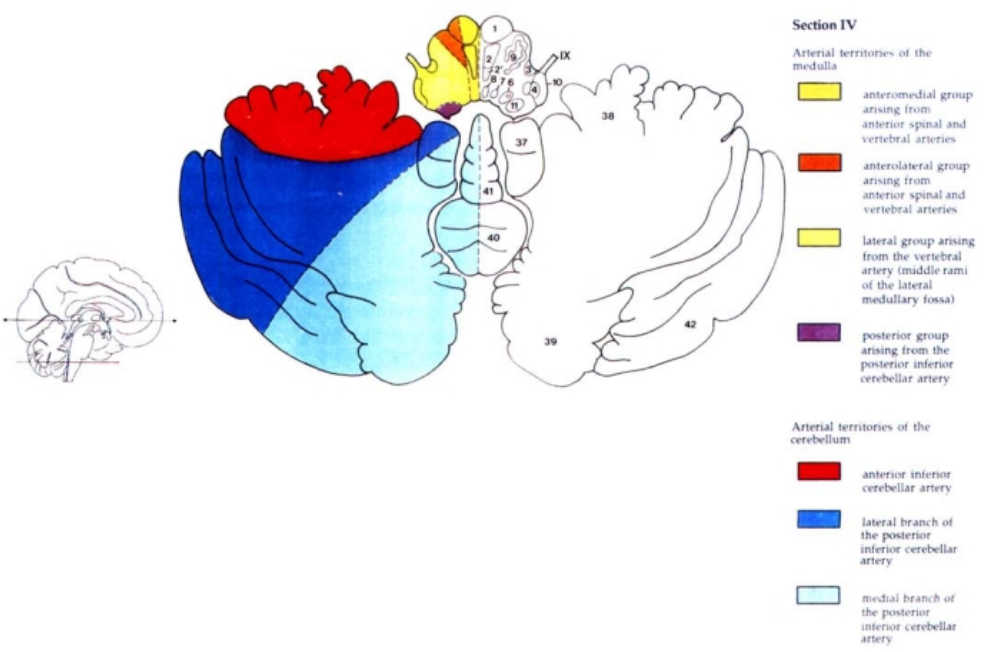 Section IV
Arterial territories of the
medulla
anteromedial group
arising from
anterior spinal and
vertebral arteries
anterolateral group
arising from
anterior spinal and
vertebral arteries
lateral group arising
from the vertebral
artery (middle rami
of the lateral
medullary fossa)
posterior group
arising from the
posterior inferior
cerebellar artery
Arterial territories of the
cerebellum
anterior inferior
cerebellar artery
lateral branch of
the posterior
inferior cerebellar
artery
medial branch of
the posterior
inferior cerebellar
artery
1
IX
2
9
2'
3
8 7 6
4
10
5
11
38
37
41
40
39
42